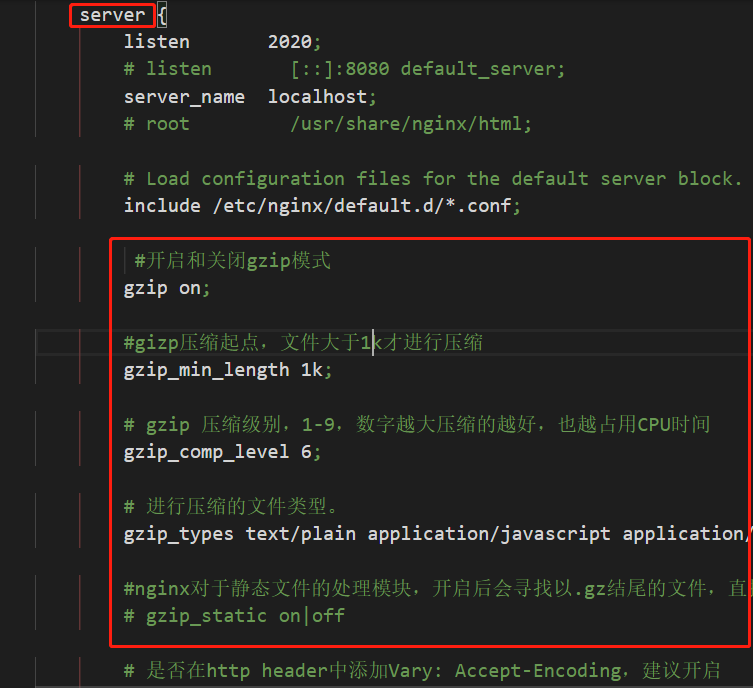 server {
listen 2020;
# listen [::]:8080 default_server;
server_name localhost;
# root /usr/share/nginx/html;
# Load configuration files for the default server block.
include /etc/nginx/default.d/*.conf;
#开启和关闭gzip模式
gzip on;
#gizp压缩起点，文件大于1k才进行压缩
gzip_min_length 1k;
# gzip 压缩级别，1-9，数字越大压缩的越好，也越占用CPU时间
gzip_comp_level 6;
# 进行压缩的文件类型。
gzip_types text/plain application/javascript application/
#nginx对于静态文件的处理模块，开启后会寻找以.gz结尾的文件，直
# gzip_static on|off
# 是否在http header中添加Vary: Accept-Encoding，建议开启